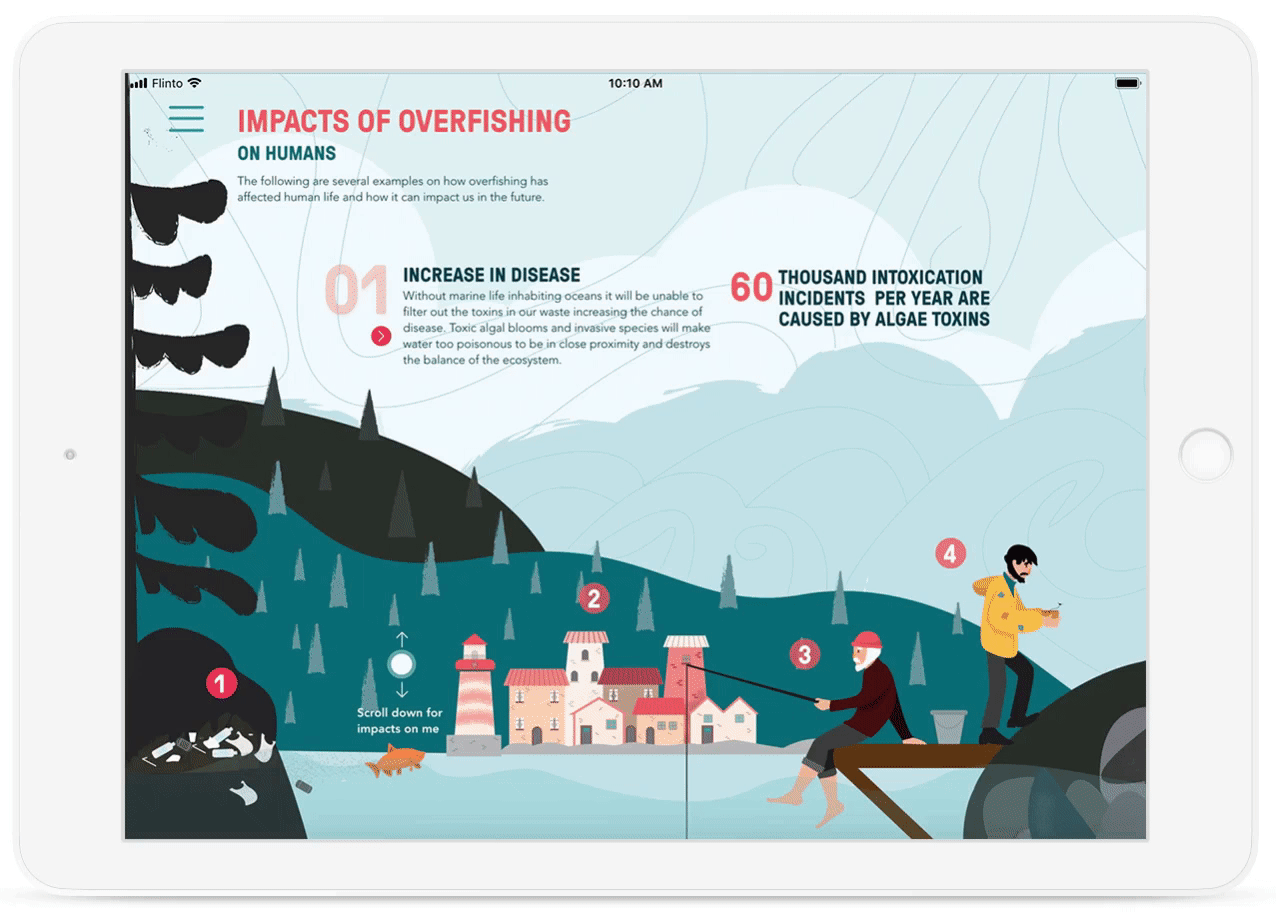 Flinto
10:10 AM
IMPACTS OF OVERFISHING
ON HUMANS
The following are several examples on how overfishing has
affected human life and how it can impact us in the future.
01
INCREASE IN DISEASE
Without marine life inhabiting oceans it will be unable to
filter out the toxins in our waste increasing the chance of
disease. Toxic algal blooms and invasive species will make
water too poisonous to be in close proximity and destroys
the balance of the ecosystem.
60
THOUSAND INTOXICATION
INCIDENTS PER YEAR ARE
CAUSED BY ALGAE TOXINS
4
2
3
1
Scroll down for
impacts on me